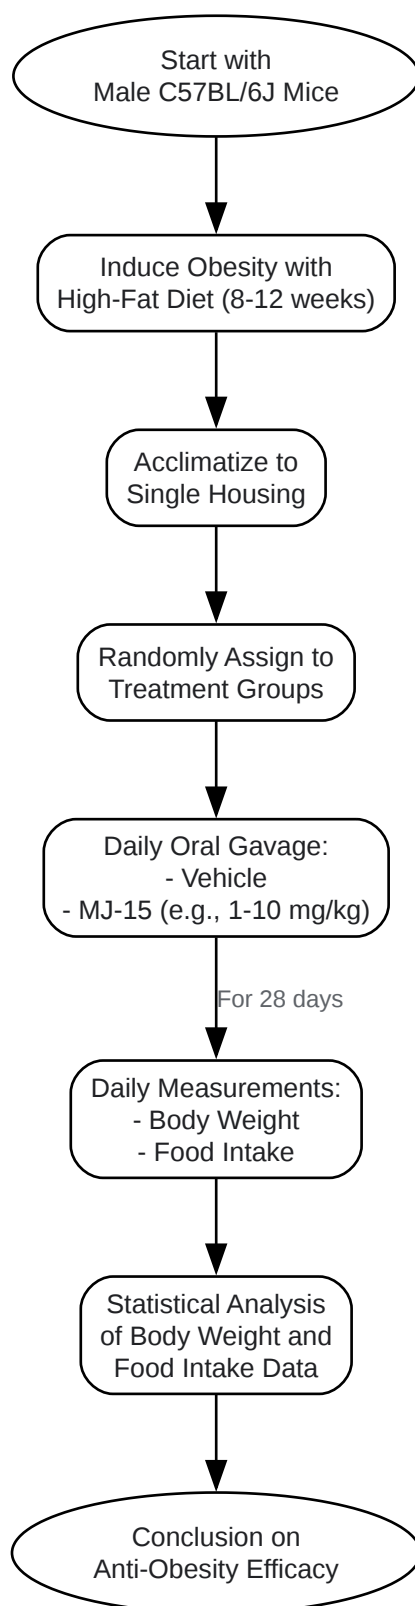 Start with
Male C57BL/6J Mice
Induce Obesity with
High-Fat Diet (8-12 weeks)
Acclimatize to
Single Housing
Randomly Assign to
Treatment Groups
Daily Oral Gavage:
- Vehicle
- MJ-15 (e.g., 1-10 mg/kg)
For 28 days
Daily Measurements:
- Body Weight
- Food Intake
Statistical Analysis
of Body Weight and
Food Intake Data
Conclusion on
Anti-Obesity Efficacy